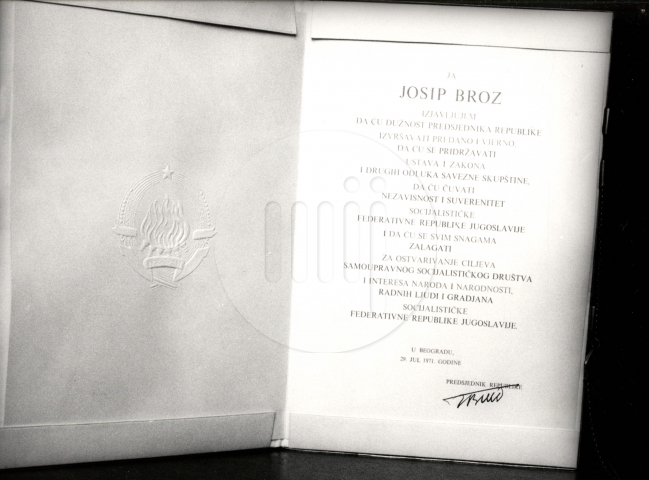 JA
JOSIP BROZ
IZJAVLJUJEM
DA ĆU DUŽNOST PREDSJEDNIKA REPUBLIKE
IZVRŠAVATI PREDANO I VJERNO,
DA ĆU SE PRIDRŽAVATI
USTAVA I ZAKONA
I DRUGIH ODLUKA SAVEZNE SKUPŠTINE,
DA ĆU ČUVATI
NEZAVISNOST I SUVERENITET
SOCIJALISTIČKE
FEDERATIVNE REPUBLIKE JUGOSLAVIJE
I DA ĆU SE SVIM SNAGAMA
ZALAGATI
ZA OSTVARIVANJE CILJEVA
SAMOUPRAVNOG SOCIJALISTIČKOG DRUŠTVA
I INTERESA NARODA I NARODNOSTI,
RADNIH LJUDI I GRADJANA
SOCIJALISTIČKE
FEDERATIVNE REPUBLIKE JUGOSLAVIJE.
U BEOGRADU,
29 JUL 1971. GODINE
PREDSJEDNIK REPUBLIKE
mij